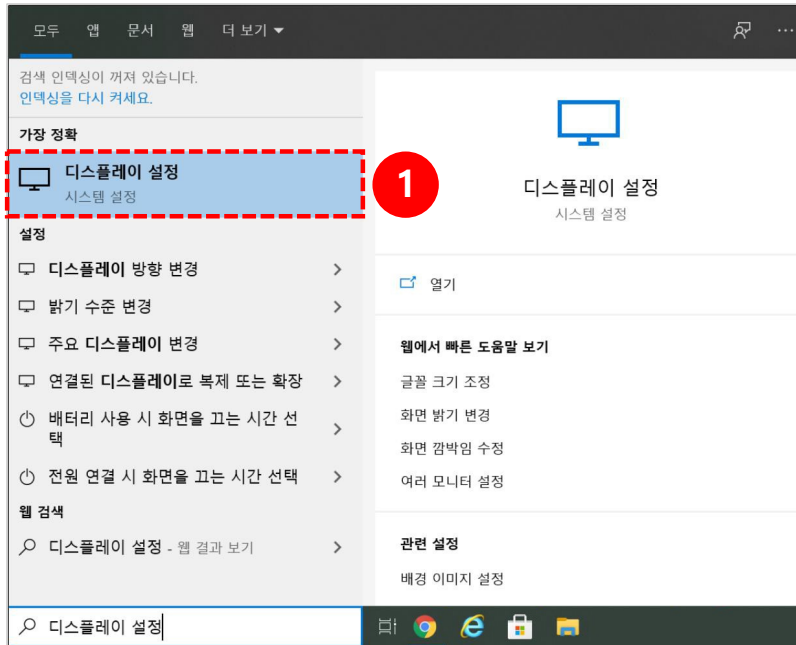 모두 앱 문서 웹 더 보기
검색 인덱싱이 꺼져 있습니다.
인덱싱을 다시 켜세요.
가장 정확
디스플레이 설정
시스템 설정
1
설정
디스플레이 방향 변경
밝기 수준 변경
주요 디스플레이 변경
연결된 디스플레이로 복제 또는 확장
배터리 사용 시 화면을 끄는 시간 선
택
전원 연결 시 화면을 끄는 시간 선택
웹 검색
디스플레이 설정 - 웹 결과 보기
디스플레이 설정
디스플레이 설정
시스템 설정
열기
웹에서 빠른 도움말 보기
글꼴 크기 조정
화면 밝기 변경
화면 깜박임 수정
여러 모니터 설정
관련 설정
배경 이미지 설정